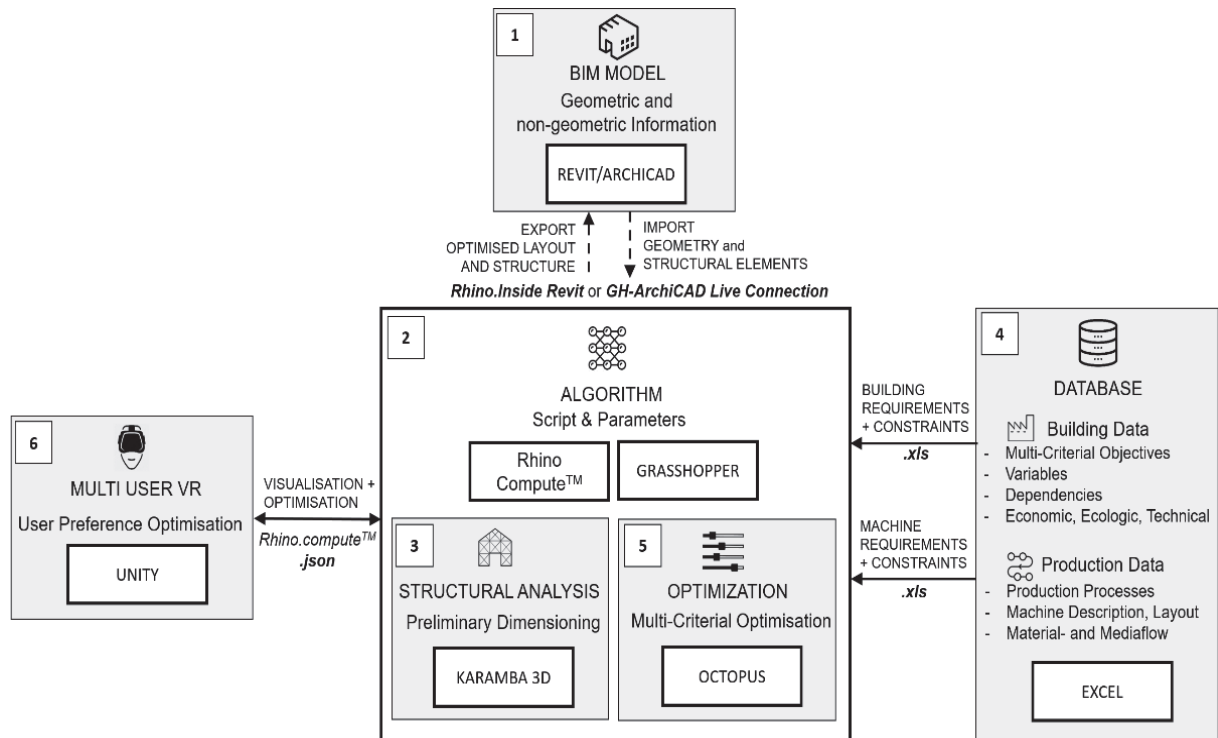 1
BIM MODEL
Geometric and
non-geometric Information
REVIT/ARCHICAD
EXPORT
OPTIMISED LAYOUT
AND STRUCTURE
IMPORT
GEOMETRY and
STRUCTURAL ELEMENTS
Rhino.Inside Revit or GH-ArchiCAD Live Connection
2
ALGORITHM
Script & Parameters
Rhino
Compute™
GRASSHOPPER
3
STRUCTURAL ANALYSIS
Preliminary Dimensioning
KARAMBA 3D
5
OPTIMIZATION
Multi-Criterial Optimisation
OCTOPUS
BUILDING
REQUIREMENTS
+ CONSTRAINTS
.xls
MACHINE
REQUIREMENTS
+ CONSTRAINTS
.xls
4
DATABASE
Building Data
- Multi-Criterial Objectives
- Variables
- Dependencies
- Economic, Ecologic, Technical
Production Data
- Production Processes
- Machine Description, Layout
- Material- and Mediaflow
EXCEL
6
MULTI USER VR
User Preference Optimisation
UNITY
VISUALISATION +
OPTIMISATION
Rhino.compute™
.json